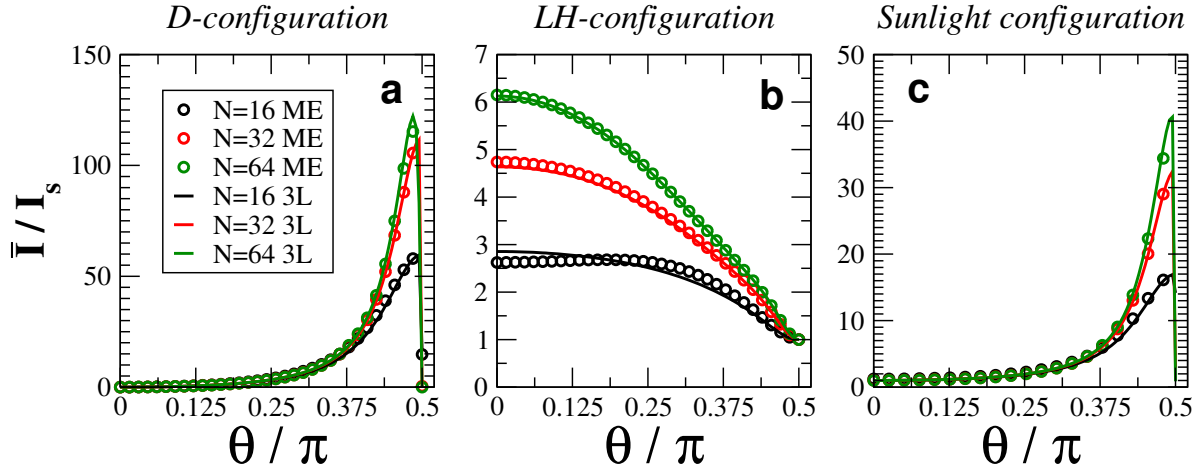 D-configuration
LH-configuration
Sunlight configuration
150
100
50
0
Ī / I_s
a
N=16 ME
N=32 ME
N=64 ME
N=16 3L
N=32 3L
N=64 3L
0 0.125 0.25 0.375 0.5
θ / π
7
6
5
4
3
2
1
0
b
0 0.125 0.25 0.375 0.5
θ / π
50
40
30
20
10
0
c
0 0.125 0.25 0.375 0.5
θ / π